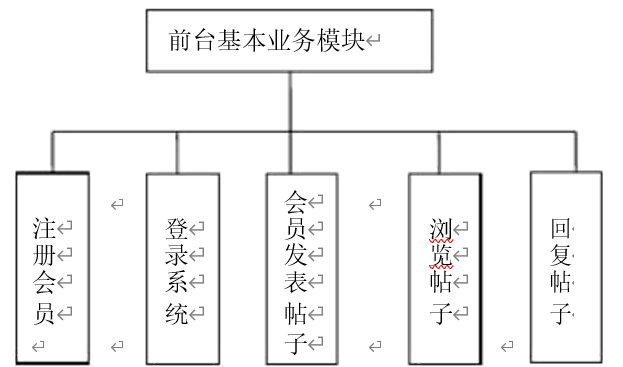 前台基本业务模块
注册会员
登录系统
会员发表帖子
浏览帖子
回复帖子